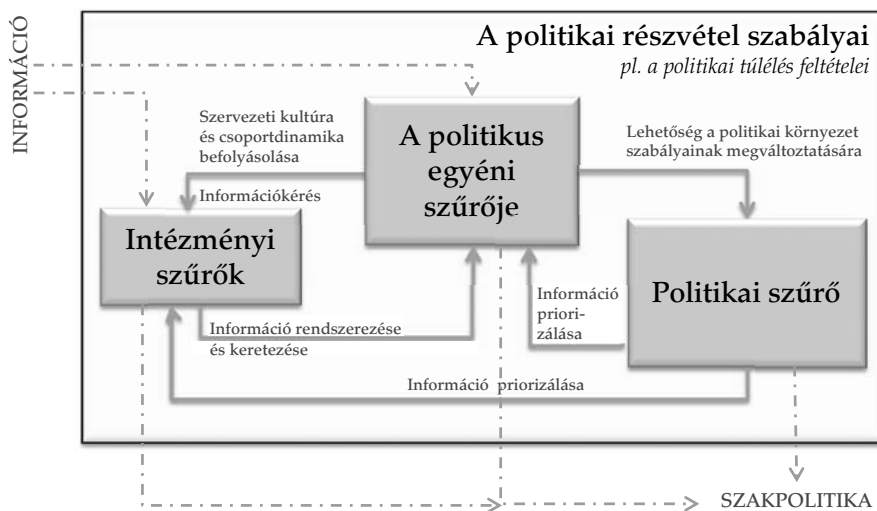 A politikai részvétel szabályai
pl. a politikai túlélés feltételei
INFORMÁCIÓ
Szervezeti kultúra
és csoportdinamika
befolyásolása
Információkérés
A politikus
egyéni
szűrője
Lehetőség a politikai környezet
szabályainak megváltoztatására
Intézményi
szűrők
Politikai szűrő
Információ
priori-
zálása
Információ rendszerezése
és keretezése
Információ priorizálása
SZAKPOLITIKA